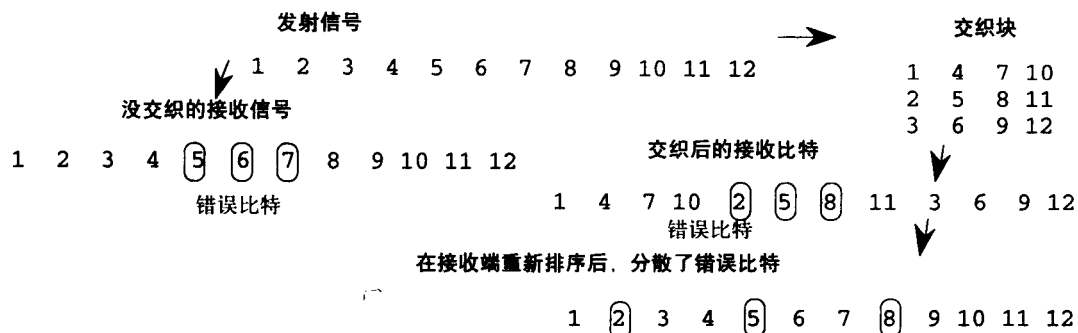 发射信号
1 2 3 4 5 6 7 8 9 10 11 12
交织块
1 4 7 10
2 5 8 11
3 6 9 12
没交织的接收信号
1 2 3 4 5 6 7 8 9 10 11 12
错误比特
交织后的接收比特
1 4 7 10 2 5 8 11 3 6 9 12
错误比特
在接收端重新排序后，分散了错误比特
1 2 3 4 5 6 7 8 9 10 11 12